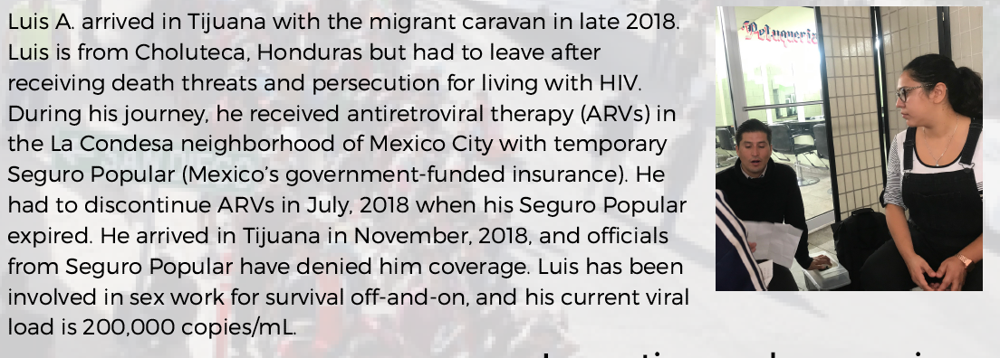 Luis A. arrived in Tijuana with the migrant caravan in late 2018.
Luis is from Choluteca, Honduras but had to leave after
receiving death threats and persecution for living with HIV.
During his journey, he received antiretroviral therapy (ARVs) in
the La Condesa neighborhood of Mexico City with temporary
Seguro Popular (Mexico’s government-funded insurance). He
had to discontinue ARVs in July, 2018 when his Seguro Popular
expired. He arrived in Tijuana in November, 2018, and officials
from Seguro Popular have denied him coverage. Luis has been
involved in sex work for survival off-and-on, and his current viral
load is 200,000 copies/mL.
Peluqueria